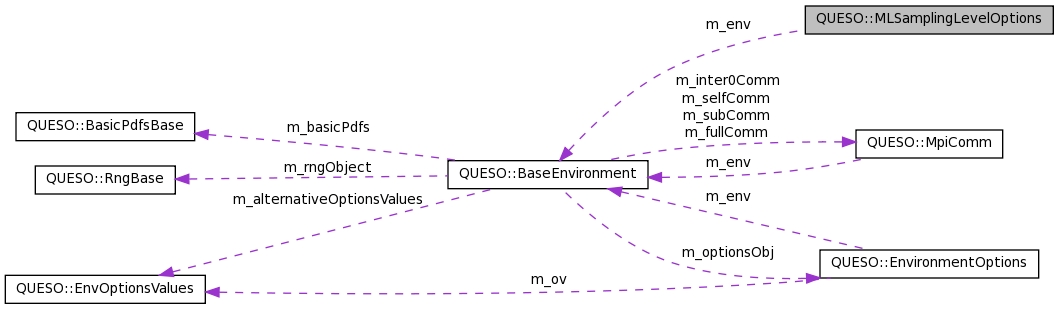 QUESO::MLSamplingLevelOptions
m_env
m_inter0Comm
m_selfComm
m_subComm
m_fullComm
QUESO::BasicPdfsBase
m_basicPdfs
QUESO::MpiComm
m_env
m_rngObject
QUESO::RngBase
QUESO::BaseEnvironment
m_alternativeOptionsValues
m_env
m_optionsObj
QUESO::EnvironmentOptions
m_ov
QUESO::EnvOptionsValues